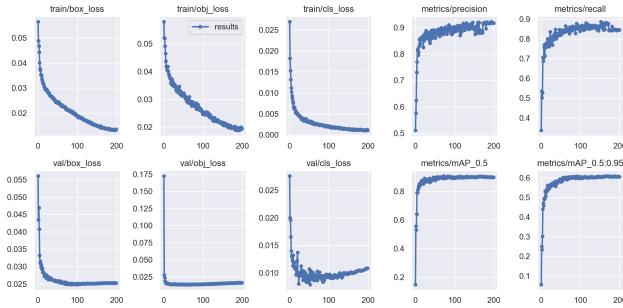 train/box_loss
train/obj_loss
train/cls_loss
metrics/precision
metrics/recall
results
0.05
0.04
0.03
0.02
0 100 200
0.05
0.04
0.03
0.02
0 100 200
0.025
0.020
0.015
0.010
0.005
0.000
0 100 200
0.9
0.8
0.7
0.6
0.5
0 100 200
0.9
0.8
0.7
0.6
0.5
0.4
0 100 200
val/box_loss
val/obj_loss
val/cls_loss
metrics/mAP_0.5
metrics/mAP_0.5:0.95
0.055
0.050
0.045
0.040
0.035
0.030
0.025
0 100 200
0.175
0.150
0.125
0.100
0.075
0.050
0.025
0 100 200
0.025
0.020
0.015
0.010
0 100 200
0.8
0.6
0.4
0.2
0 100 200
0.6
0.5
0.4
0.3
0.2
0.1
0 100 200